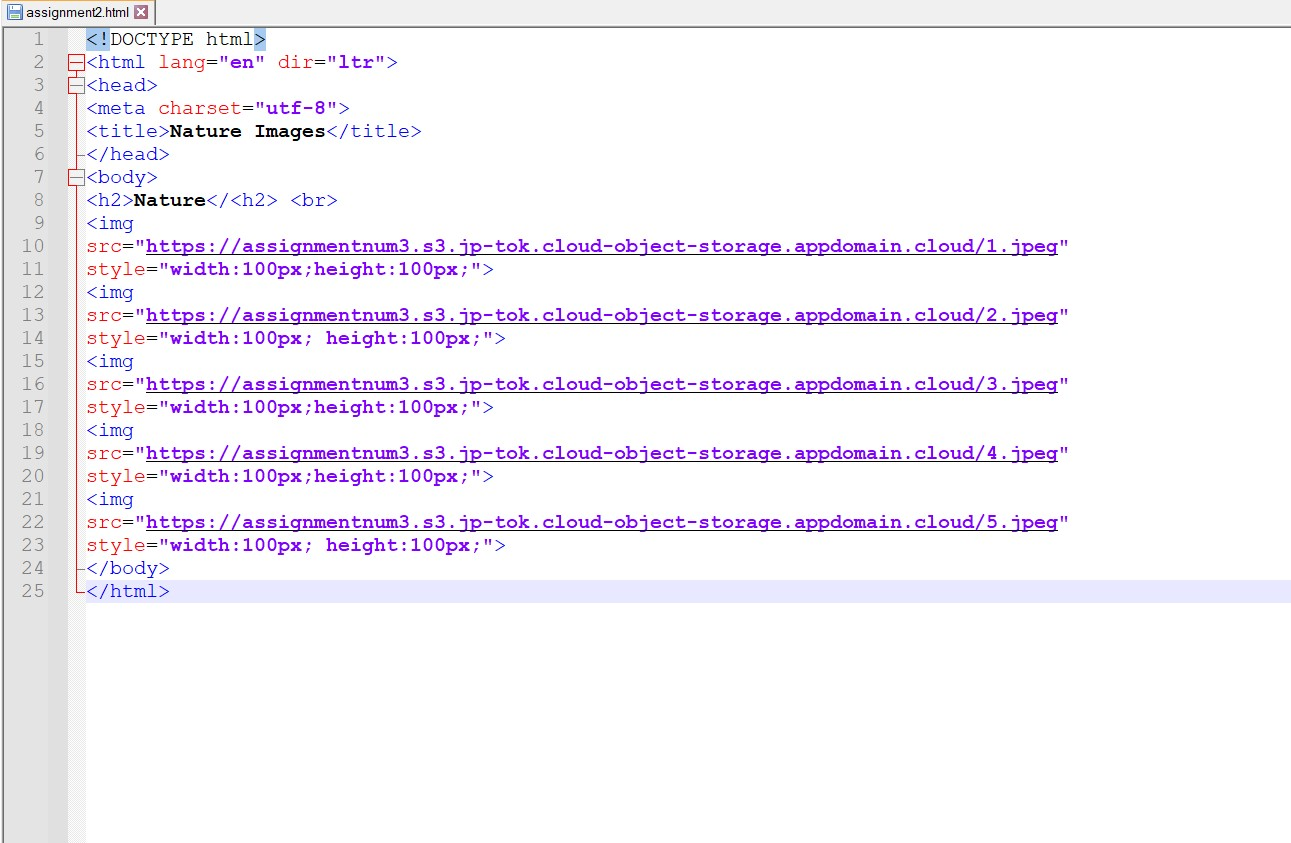 assignment2.html
1 <!DOCTYPE html>
2 <html lang="en" dir="ltr">
3 <head>
4 <meta charset="utf-8">
5 <title>Nature Images</title>
6 </head>
7 <body>
8 <h2>Nature</<h2> <br>
9 <img
10 src="https://assignmentnum3.s3.jp-tok.cloud-object-storage.appdomain.cloud/1.jpeg"
11 style="width:100px;height:100px;">
12 <img
13 src="https://assignmentnum3.s3.jp-tok.cloud-object-storage.appdomain.cloud/2.jpeg"
14 style="width:100px; height:100px;">
15 <img
16 src="https://assignmentnum3.s3.jp-tok.cloud-object-storage.appdomain.cloud/3.jpeg"
17 style="width:100px;height:100px;">
18 <img
19 src="https://assignmentnum3.s3.jp-tok.cloud-object-storage.appdomain.cloud/4.jpeg"
20 style="width:100px;height:100px;">
21 <img
22 src="https://assignmentnum3.s3.jp-tok.cloud-object-storage.appdomain.cloud/5.jpeg"
23 style="width:100px; height:100px;">
24 </body>
25 </html>